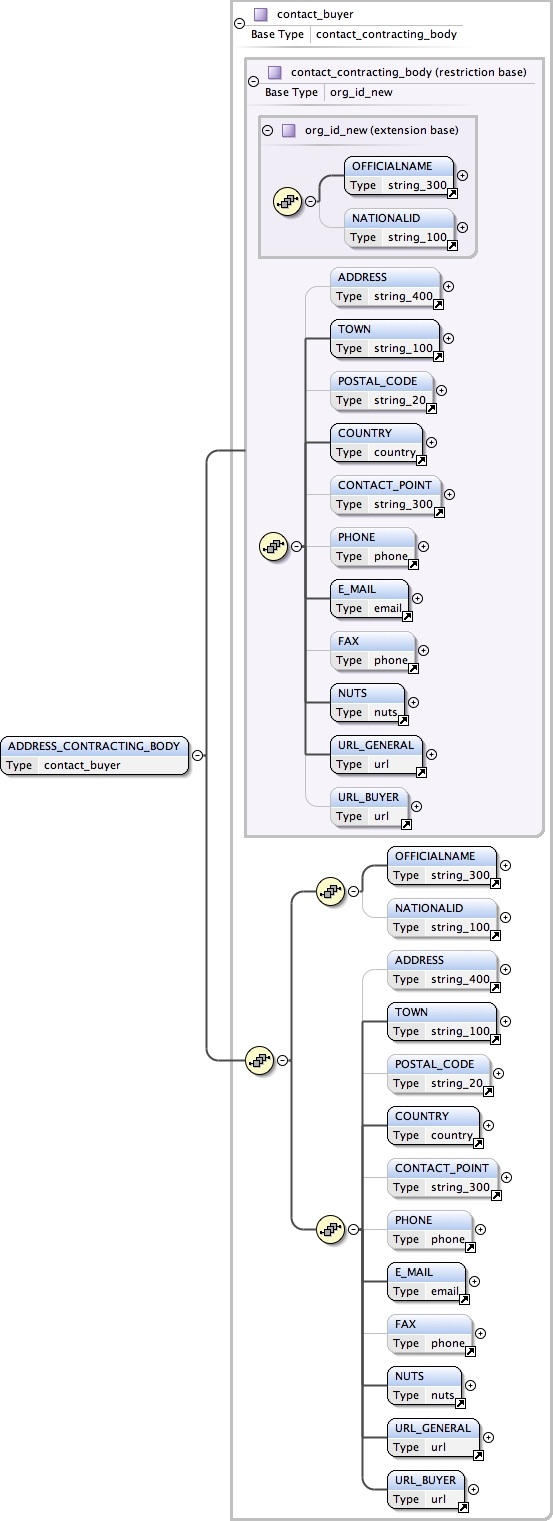 contact_buyer
Base Type contact_contracting_body
contact_contracting_body (restriction base)
Base Type org_id_new
org_id_new (extension base)
OFFICIALNAME
Type string_300
NATIONALID
Type string_100
ADDRESS
Type string_400
TOWN
Type string_100
POSTAL_CODE
Type string_20
COUNTRY
Type country
CONTACT_POINT
Type string_300
PHONE
Type phone
E_MAIL
Type email
FAX
Type phone
NUTS
Type nuts
URL_GENERAL
Type url
URL_BUYER
Type url
ADDRESS_CONTRACTING_BODY
Type contact_buyer
OFFICIALNAME
Type string_300
NATIONALID
Type string_100
ADDRESS
Type string_400
TOWN
Type string_100
POSTAL_CODE
Type string_20
COUNTRY
Type country
CONTACT_POINT
Type string_300
PHONE
Type phone
E_MAIL
Type email
FAX
Type phone
NUTS
Type nuts
URL_GENERAL
Type url
URL_BUYER
Type url